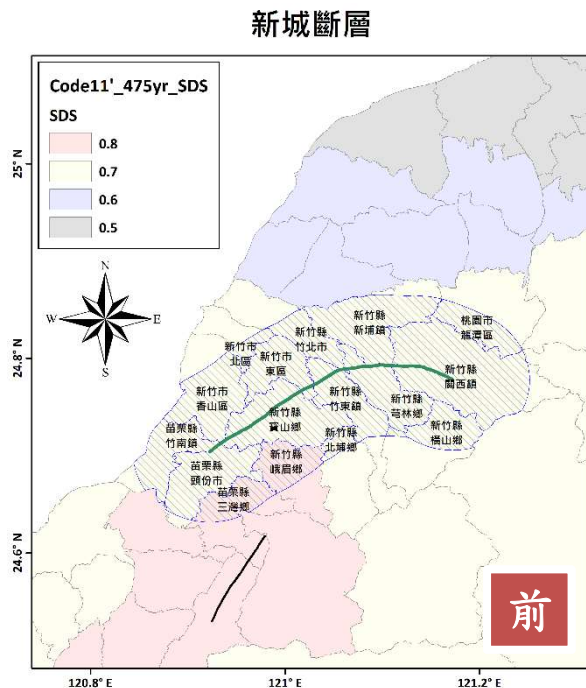 新城斷層
Code11'_475yr_SDS
SDS
0.8
0.7
0.6
0.5
N
W
E
S
25° N
24.8° N
24.6° N
120.8° E
121° E
121.2° E
新竹縣
新埔鎮
桃園市
龍潭區
新竹縣
竹北市
新竹市
北區
新竹市
東區
新竹縣
關西鎮
新竹市
香山區
新竹縣
竹東鎮
新竹縣
芎林鄉
新竹縣
寶山鄉
苗栗縣
竹南鎮
新竹縣
北埔鄉
新竹縣
橫山鄉
新竹縣
峨眉鄉
苗栗縣
頭份市
苗栗縣
三灣鄉
前